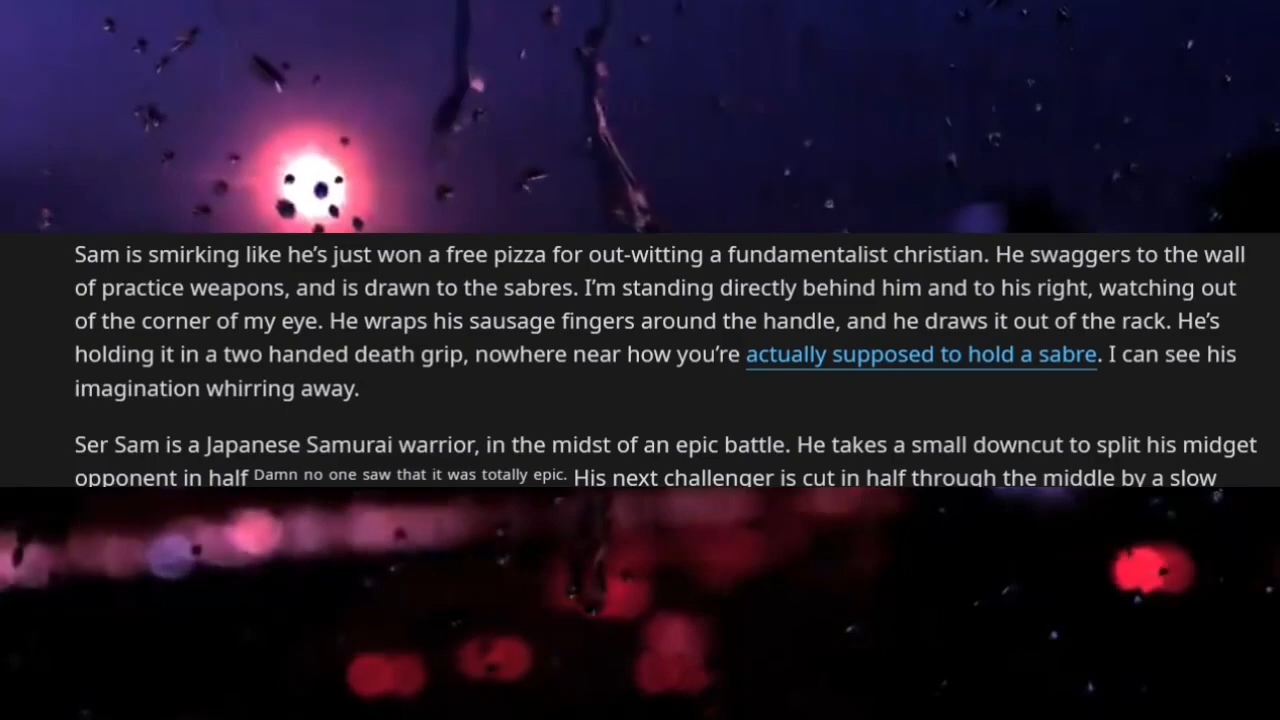 Sam is smirking like he’s just won a free pizza for out-witting a fundamentalist christian. He swaggers to the wall
of practice weapons, and is drawn to the sabres. I’m standing directly behind him and to his right, watching out
of the corner of my eye. He wraps his sausage fingers around the handle, and he draws it out of the rack. He’s
holding it in a two handed death grip, nowhere near how you’re actually supposed to hold a sabre. I can see his
imagination whirring away.
Ser Sam is a Japanese Samurai warrior, in the midst of an epic battle. He takes a small downcut to split his midget
opponent in half Damn no one saw that it was totally epic. His next challenger is cut in half through the middle by a slow